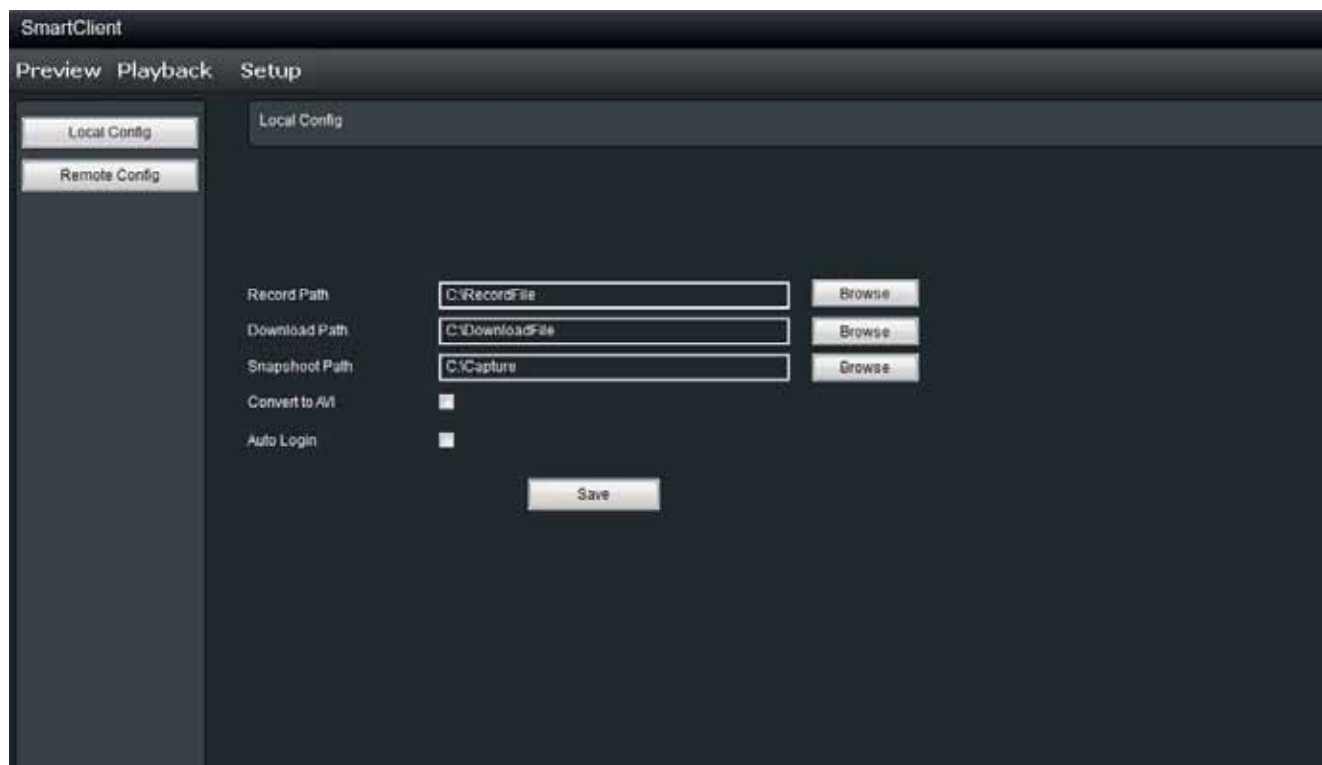 SmartClient
Preview Playback Setup
Local Config
Local Config
Remote Config
Record Path C:\RecordFile Browse
Download Path C:\DownloadFile Browse
Snapshoot Path C:\Capture Browse
Convert to AVI
Auto Login
Save